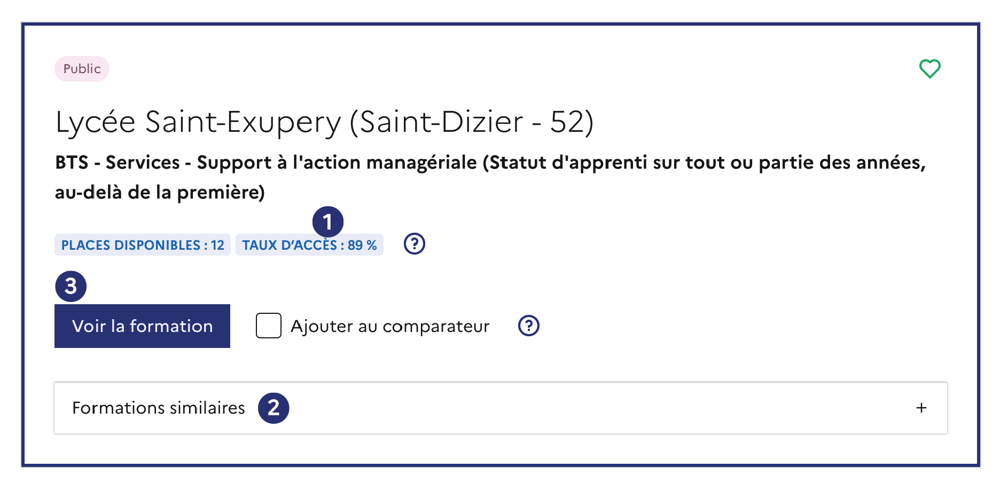 Public
Lycée Saint-Exupery (Saint-Dizier - 52)
BTS - Services - Support à l'action managériale (Statut d'apprenti sur tout ou partie des années,
au-delà de la première)
1
PLACES DISPONIBLES : 12 TAUX D’ACCÈS : 89 % ?
3
Voir la formation Ajouter au comparateur ?
Formations similaires 2 +